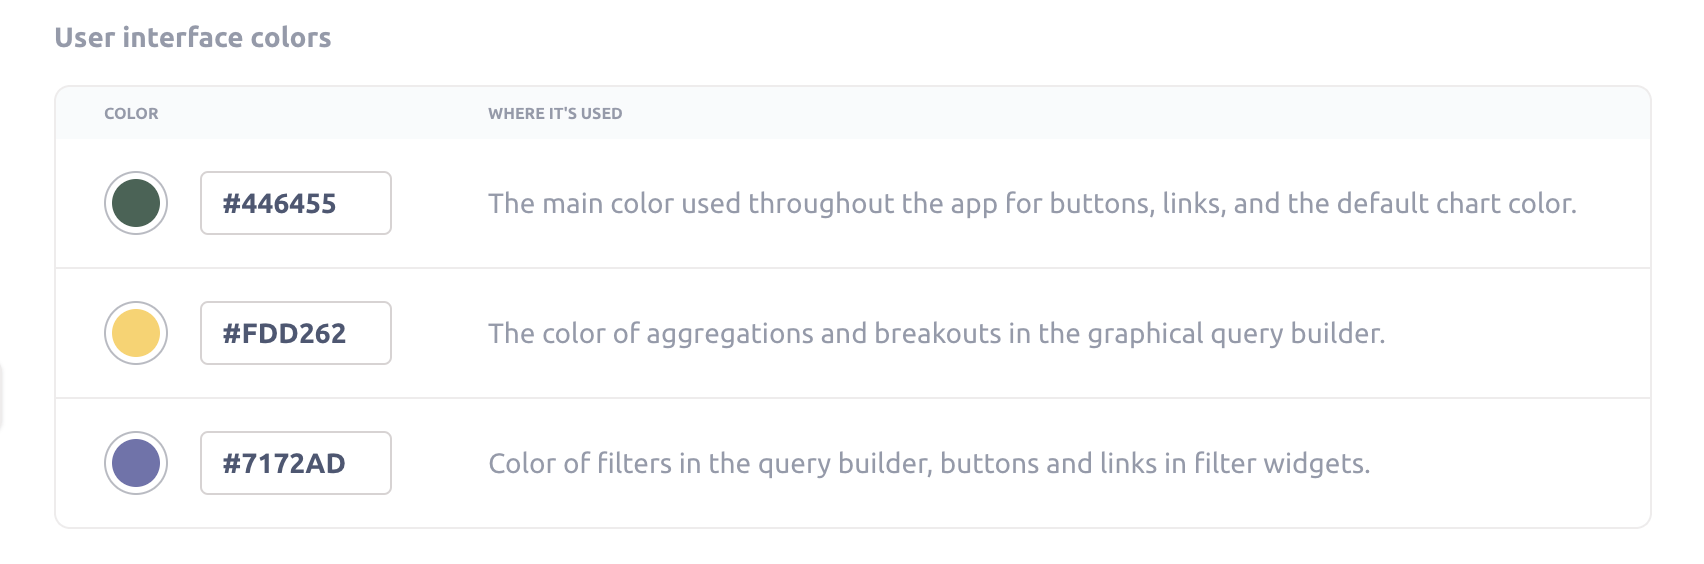 User interface colors
COLOR WHERE IT'S USED
#446455 The main color used throughout the app for buttons, links, and the default chart color.
#FDD262 The color of aggregations and breakouts in the graphical query builder.
#7172AD Color of filters in the query builder, buttons and links in filter widgets.